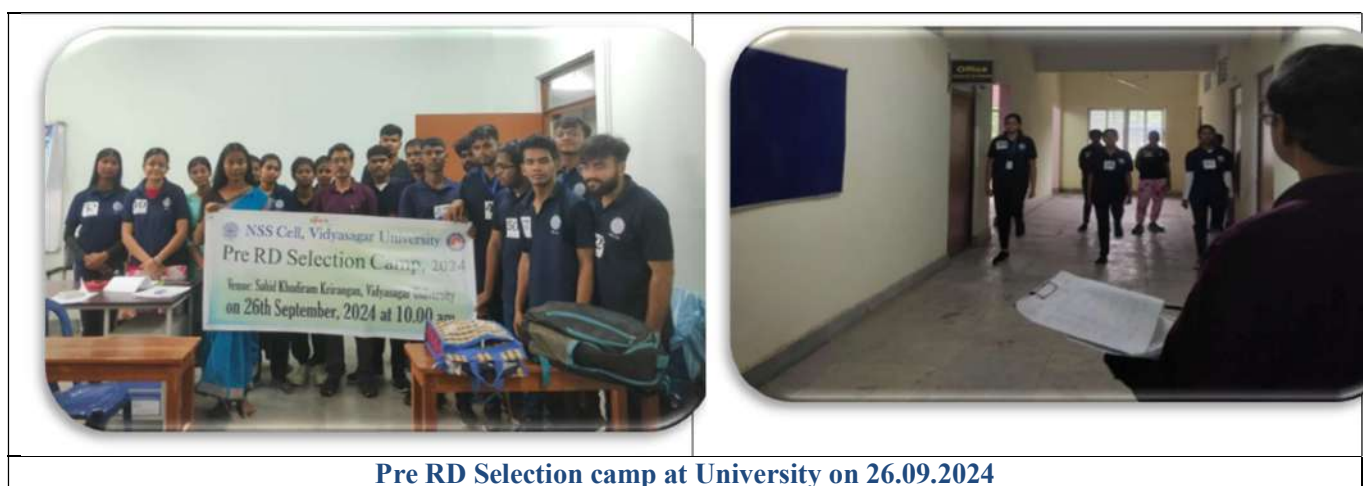 NSS Cell, Vidyasagar University
Pre RD Selection Camp, 2024
Venue: Sahid Khudiram Krirangan, Vidyasagar University
on 26th September, 2024 at 10.00 am
Office
Pre RD Selection camp at University on 26.09.2024